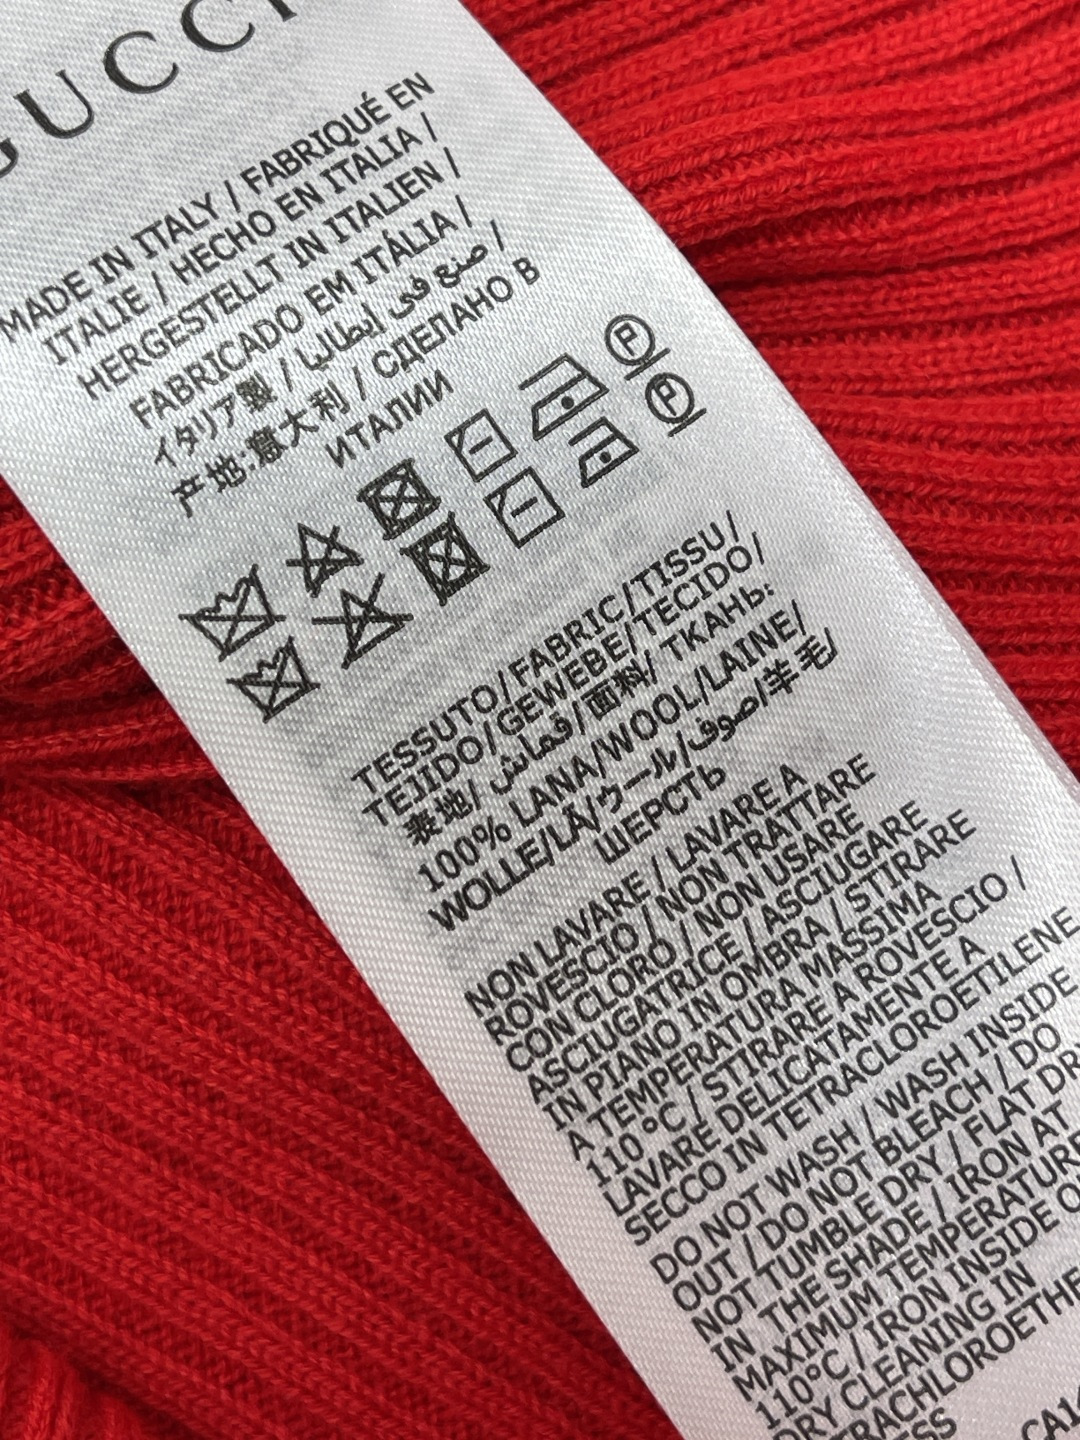 GUCCI
MADE IN ITALY / FABRIQUÉ EN
ITALIE / HECHO EN ITALIA /
HERGESTELLT IN ITALIEN /
FABRICADO EM ITÁLIA /
イタリア製 / صنع في إيطاليا /
产地:意大利 / СДЕЛАНО В
ИТАЛИИ
P
P
TESSUTO/FABRIC/TISSU/
TEJIDO/GEWEBE/TECIDO/
表地/ قماش/面料/ ТКАНЬ:
100% LANA/WOOL/LAINE/
WOLLE/LÃ/ウール/صوف/羊毛/
ШЕРСТЬ
NON LAVARE / LAVARE A
ROVESCIO / NON TRATTARE
CON CLORO / NON USARE
ASCIUGATRICE / ASCIUGARE
IN PIANO IN OMBRA / STIRARE
A TEMPERATURA MASSIMA
110°C / STIRARE A ROVESCIO /
LAVARE DELICATAMENTE A
SECCO IN TETRACLOROETILENE
DO NOT WASH / WASH INSIDE
OUT / DO NOT BLEACH / DO
NOT TUMBLE DRY / FLAT DR
IN THE SHADE / IRON AT
MAXIMUM TEMPERATURE
110°C / IRON INSIDE O
DRY CLEANING IN
TRACHLOROETHE
ESS
CA1